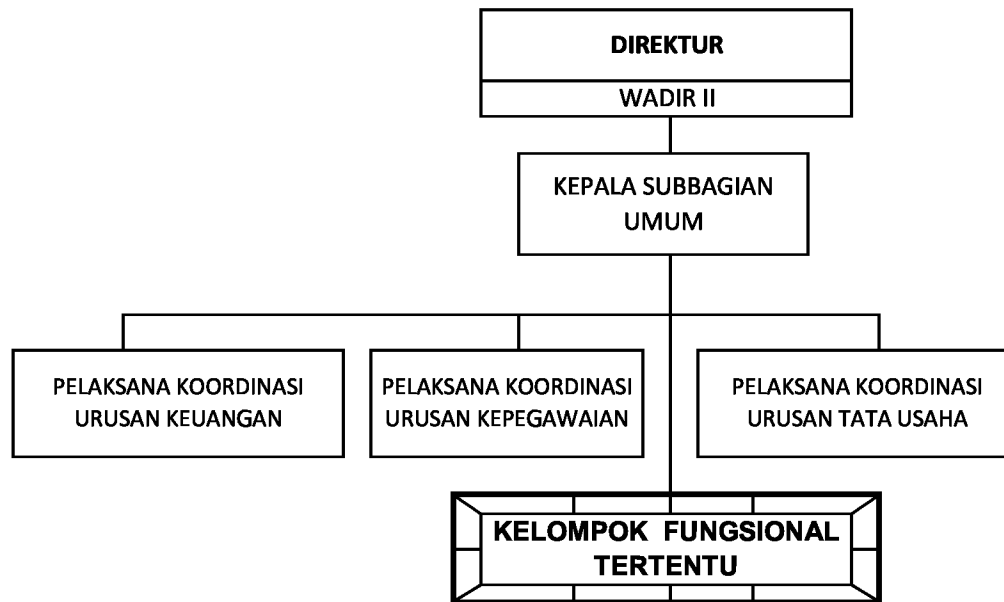 DIREKTUR
WADIR II
KEPALA SUBBAGIAN
UMUM
PELAKSANA KOORDINASI
URUSAN KEUANGAN
PELAKSANA KOORDINASI
URUSAN KEPEGAWAIAN
PELAKSANA KOORDINASI
URUSAN TATA USAHA
KELOMPOK FUNGSIONAL
TERTENTU